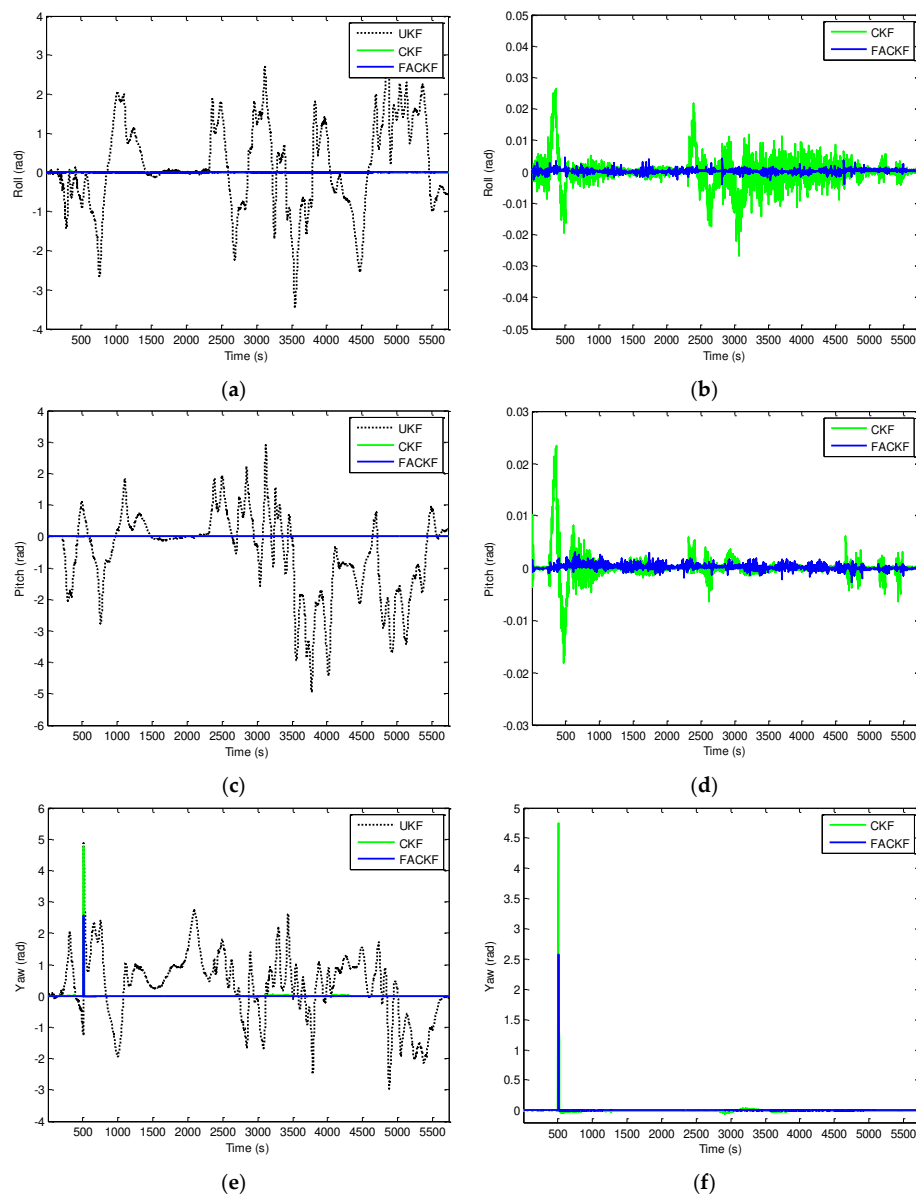 4
3
2
1
0
-1
-2
-3
-4
Roll (rad)
500 1000 1500 2000 2500 3000 3500 4000 4500 5000 5500
Time (s)
UKF
CKF
FACKF
(a)
0.05
0.04
0.03
0.02
0.01
0
-0.01
-0.02
-0.03
-0.04
-0.05
Roll (rad)
500 1000 1500 2000 2500 3000 3500 4000 4500 5000 5500
Time (s)
CKF
FACKF
(b)
4
3
2
1
0
-1
-2
-3
-4
-5
-6
Pitch (rad)
500 1000 1500 2000 2500 3000 3500 4000 4500 5000 5500
Time (s)
UKF
CKF
FACKF
(c)
0.03
0.02
0.01
0
-0.01
-0.02
-0.03
Pitch (rad)
500 1000 1500 2000 2500 3000 3500 4000 4500 5000 5500
Time (s)
CKF
FACKF
(d)
6
5
4
3
2
1
0
-1
-2
-3
-4
Yaw (rad)
500 1000 1500 2000 2500 3000 3500 4000 4500 5000 5500
Time (s)
UKF
CKF
FACKF
(e)
5
4.5
4
3.5
3
2.5
2
1.5
1
0.5
0
Yaw (rad)
500 1000 1500 2000 2500 3000 3500 4000 4500 5000 5500
Time (s)
CKF
FACKF
(f)